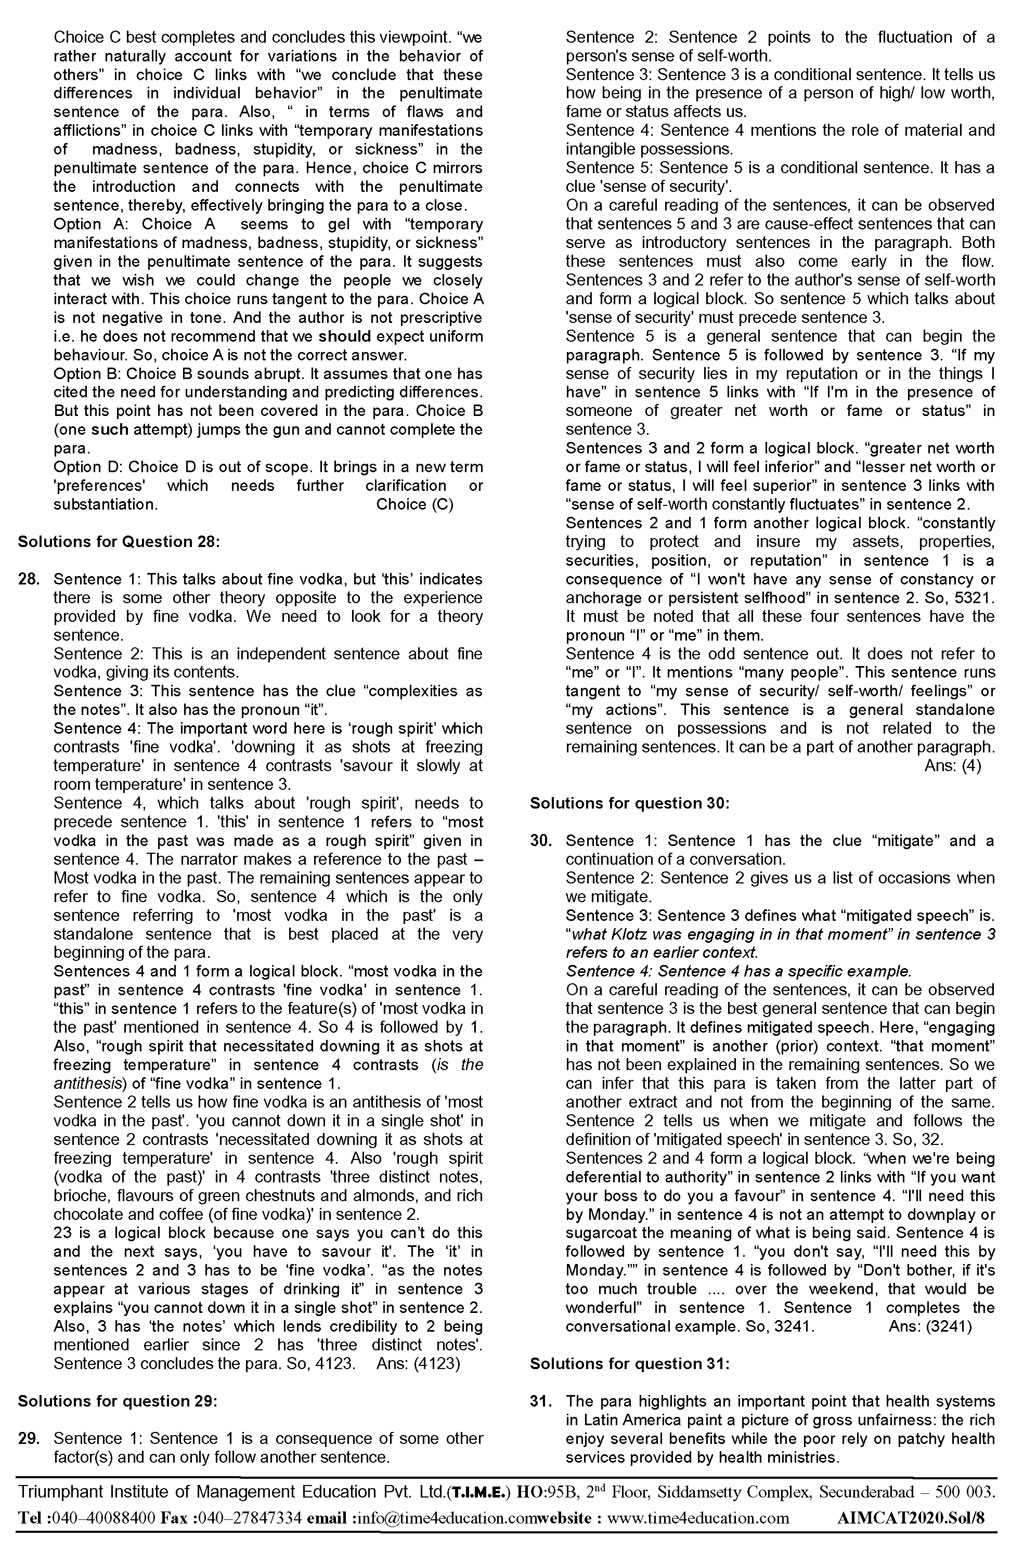 Choice C best completes and concludes this viewpoint. “we
rather naturally account for variations in the behavior of
others” in choice C links with “we conclude that these
differences in individual behavior” in the penultimate
sentence of the para. Also, “ in terms of flaws and
afflictions” in choice C links with “temporary manifestations
of madness, badness, stupidity, or sickness” in the
penultimate sentence of the para. Hence, choice C mirrors
the introduction and connects with the penultimate
sentence, thereby, effectively bringing the para to a close.
Option A: Choice A seems to gel with “temporary
manifestations of madness, badness, stupidity, or sickness”
given in the penultimate sentence of the para. It suggests
that we wish we could change the people we closely
interact with. This choice runs tangent to the para. Choice A
is not negative in tone. And the author is not prescriptive
i.e. he does not recommend that we should expect uniform
behaviour. So, choice A is not the correct answer.
Option B: Choice B sounds abrupt. It assumes that one has
cited the need for understanding and predicting differences.
But this point has not been covered in the para. Choice B
(one such attempt) jumps the gun and cannot complete the
para.
Option D: Choice D is out of scope. It brings in a new term
'preferences' which needs further clarification or
substantiation. Choice (C)
Solutions for Question 28:
28. Sentence 1: This talks about fine vodka, but 'this' indicates
there is some other theory opposite to the experience
provided by fine vodka. We need to look for a theory
sentence.
Sentence 2: This is an independent sentence about fine
vodka, giving its contents.
Sentence 3: This sentence has the clue “complexities as
the notes”. It also has the pronoun “it”.
Sentence 4: The important word here is ‘rough spirit’ which
contrasts 'fine vodka'. 'downing it as shots at freezing
temperature' in sentence 4 contrasts 'savour it slowly at
room temperature' in sentence 3.
Sentence 4, which talks about 'rough spirit', needs to
precede sentence 1. 'this' in sentence 1 refers to “most
vodka in the past was made as a rough spirit” given in
sentence 4. The narrator makes a reference to the past –
Most vodka in the past. The remaining sentences appear to
refer to fine vodka. So, sentence 4 which is the only
sentence referring to 'most vodka in the past' is a
standalone sentence that is best placed at the very
beginning of the para.
Sentences 4 and 1 form a logical block. “most vodka in the
past” in sentence 4 contrasts 'fine vodka' in sentence 1.
“this” in sentence 1 refers to the feature(s) of 'most vodka in
the past' mentioned in sentence 4. So 4 is followed by 1.
Also, “rough spirit that necessitated downing it as shots at
freezing temperature” in sentence 4 contrasts (is the
antithesis) of “fine vodka” in sentence 1.
Sentence 2 tells us how fine vodka is an antithesis of 'most
vodka in the past'. 'you cannot down it in a single shot' in
sentence 2 contrasts 'necessitated downing it as shots at
freezing temperature' in sentence 4. Also 'rough spirit
(vodka of the past)' in 4 contrasts 'three distinct notes,
brioche, flavours of green chestnuts and almonds, and rich
chocolate and coffee (of fine vodka)' in sentence 2.
23 is a logical block because one says you can't do this
and the next says, 'you have to savour it'. The ‘it’ in
sentences 2 and 3 has to be ‘fine vodka’. “as the notes
appear at various stages of drinking it” in sentence 3
explains “you cannot down it in a single shot” in sentence 2.
Also, 3 has 'the notes' which lends credibility to 2 being
mentioned earlier since 2 has 'three distinct notes'.
Sentence 3 concludes the para. So, 4123. Ans: (4123)
Solutions for question 29:
29. Sentence 1: Sentence 1 is a consequence of some other
factor(s) and can only follow another sentence.
Sentence 2: Sentence 2 points to the fluctuation of a
person's sense of self-worth.
Sentence 3: Sentence 3 is a conditional sentence. It tells us
how being in the presence of a person of high/ low worth,
fame or status affects us.
Sentence 4: Sentence 4 mentions the role of material and
intangible possessions.
Sentence 5: Sentence 5 is a conditional sentence. It has a
clue 'sense of security'.
On a careful reading of the sentences, it can be observed
that sentences 5 and 3 are cause-effect sentences that can
serve as introductory sentences in the paragraph. Both
these sentences must also come early in the flow.
Sentences 3 and 2 refer to the author's sense of self-worth
and form a logical block. So sentence 5 which talks about
'sense of security' must precede sentence 3.
Sentence 5 is a general sentence that can begin the
paragraph. Sentence 5 is followed by sentence 3. “If my
sense of security lies in my reputation or in the things I
have” in sentence 5 links with “If I'm in the presence of
someone of greater net worth or fame or status” in
sentence 3.
Sentences 3 and 2 form a logical block. “greater net worth
or fame or status, I will feel inferior” and “lesser net worth or
fame or status, I will feel superior” in sentence 3 links with
“sense of self-worth constantly fluctuates” in sentence 2.
Sentences 2 and 1 form another logical block. “constantly
trying to protect and insure my assets, properties,
securities, position, or reputation” in sentence 1 is a
consequence of “I won't have any sense of constancy or
anchorage or persistent selfhood” in sentence 2. So, 5321.
It must be noted that all these four sentences have the
pronoun “I” or “me” in them.
Sentence 4 is the odd sentence out. It does not refer to
“me” or “I”. It mentions “many people”. This sentence runs
tangent to “my sense of security/ self-worth/ feelings” or
“my actions”. This sentence is a general standalone
sentence on possessions and is not related to the
remaining sentences. It can be a part of another paragraph.
Ans: (4)
Solutions for question 30:
30. Sentence 1: Sentence 1 has the clue “mitigate” and a
continuation of a conversation.
Sentence 2: Sentence 2 gives us a list of occasions when
we mitigate.
Sentence 3: Sentence 3 defines what “mitigated speech” is.
“what Klotz was engaging in in that moment” in sentence 3
refers to an earlier context.
Sentence 4: Sentence 4 has a specific example.
On a careful reading of the sentences, it can be observed
that sentence 3 is the best general sentence that can begin
the paragraph. It defines mitigated speech. Here, “engaging
in that moment” is another (prior) context. “that moment”
has not been explained in the remaining sentences. So we
can infer that this para is taken from the latter part of
another extract and not from the beginning of the same.
Sentence 2 tells us when we mitigate and follows the
definition of 'mitigated speech' in sentence 3. So, 32.
Sentences 2 and 4 form a logical block. “when we're being
deferential to authority” in sentence 2 links with “If you want
your boss to do you a favour” in sentence 4. “I'll need this
by Monday.” in sentence 4 is not an attempt to downplay or
sugarcoat the meaning of what is being said. Sentence 4 is
followed by sentence 1. “you don't say, “I'll need this by
Monday.”” in sentence 4 is followed by “Don't bother, if it's
too much trouble .... over the weekend, that would be
wonderful” in sentence 1. Sentence 1 completes the
conversational example. So, 3241. Ans: (3241)
Solutions for question 31:
31. The para highlights an important point that health systems
in Latin America paint a picture of gross unfairness: the rich
enjoy several benefits while the poor rely on patchy health
services provided by health ministries.
Triumphant Institute of Management Education Pvt. Ltd.(T.I.M.E.) HO:95B, 2nd Floor, Siddamsetty Complex, Secunderabad – 500 003.
Tel :040–40088400 Fax :040–27847334 email :info@time4education.comwebsite : www.time4education.com AIMCAT2020.Sol/8